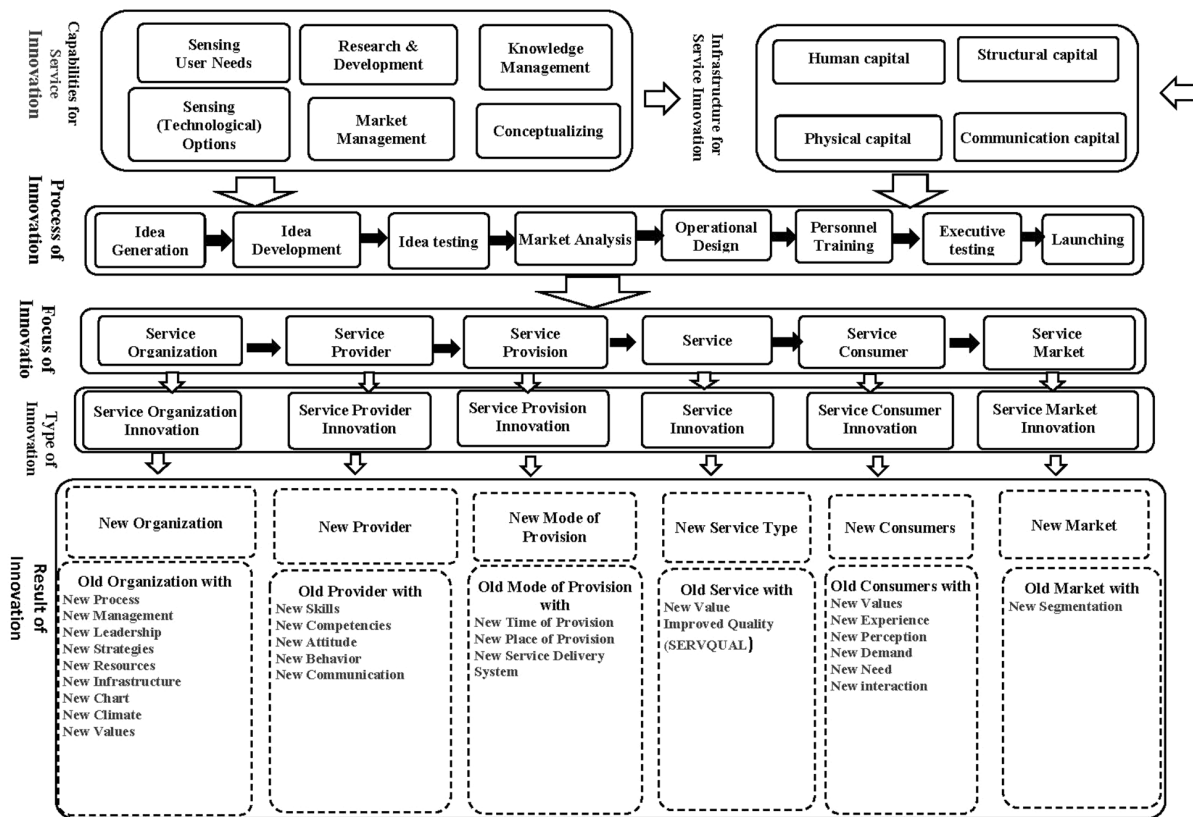 Capabilities for
Service
Innovation
Sensing
User Needs
Research &
Development
Knowledge
Management
Sensing
(Technological)
Options
Market
Management
Conceptualizing
Infrastructure for
Service Innovation
Human capital
Structural capital
Physical capital
Communication capital
Process of
Innovation
Idea
Generation
Idea
Development
Idea testing
Market Analysis
Operational
Design
Personnel
Training
Executive
testing
Launching
Focus of
Innovatio
Service
Organization
Service
Provider
Service
Provision
Service
Service
Consumer
Service
Market
Type of
Innovation
Service Organization
Innovation
Service Provider
Innovation
Service Provision
Innovation
Service
Innovation
Service Consumer
Innovation
Service Market
Innovation
Result of
Innovation
New Organization
New Provider
New Mode of
Provision
New Service Type
New Consumers
New Market
Old Organization with
New Process
New Management
New Leadership
New Strategies
New Resources
New Infrastructure
New Chart
New Climate
New Values
Old Provider with
New Skills
New Competencies
New Attitude
New Behavior
New Communication
Old Mode of Provision
with
New Time of Provision
New Place of Provision
New Service Delivery
System
Old Service with
New Value
Improved Quality
(SERVQUAL)
Old Consumers with
New Values
New Experience
New Perception
New Demand
New Need
New interaction
Old Market with
New Segmentation